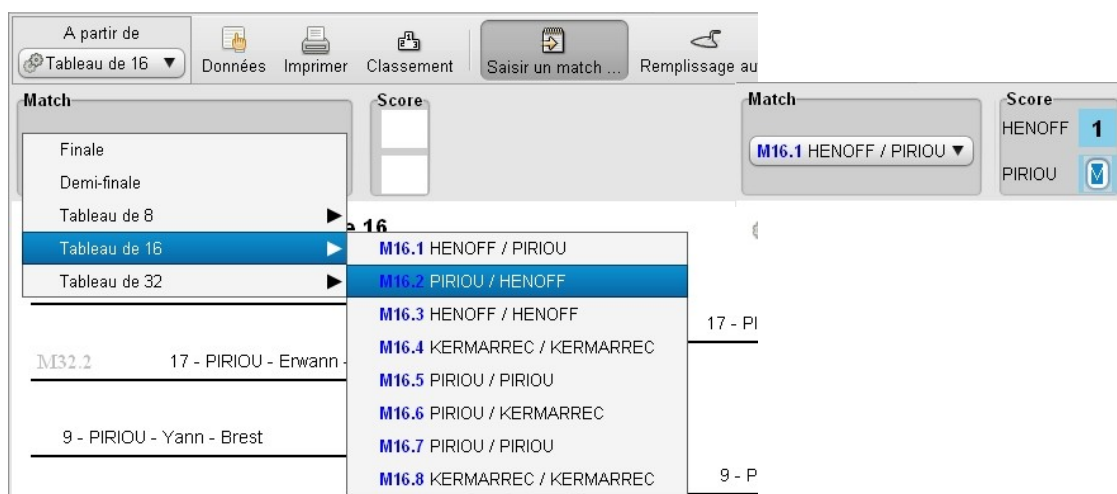 A partir de
Tableau de 16
Données
Imprimer
Classement
Saisir un match ...
Remplissage au
Match
Score
Finale
Demi-finale
Tableau de 8
Tableau de 16
Tableau de 32
e 16
M16.1 HENOFF / PIRIOU
M16.2 PIRIOU / HENOFF
M16.3 HENOFF / HENOFF
M16.4 KERMARREC / KERMARREC
M16.5 PIRIOU / PIRIOU
M16.6 PIRIOU / KERMARREC
M16.7 PIRIOU / PIRIOU
M16.8 KERMARREC / KERMARREC
M32.2
17 - PIRIOU - Erwann -
9 - PIRIOU - Yann - Brest
17 - PI
9 - P
Match
M16.1 HENOFF / PIRIOU
Score
HENOFF 1
PIRIOU V